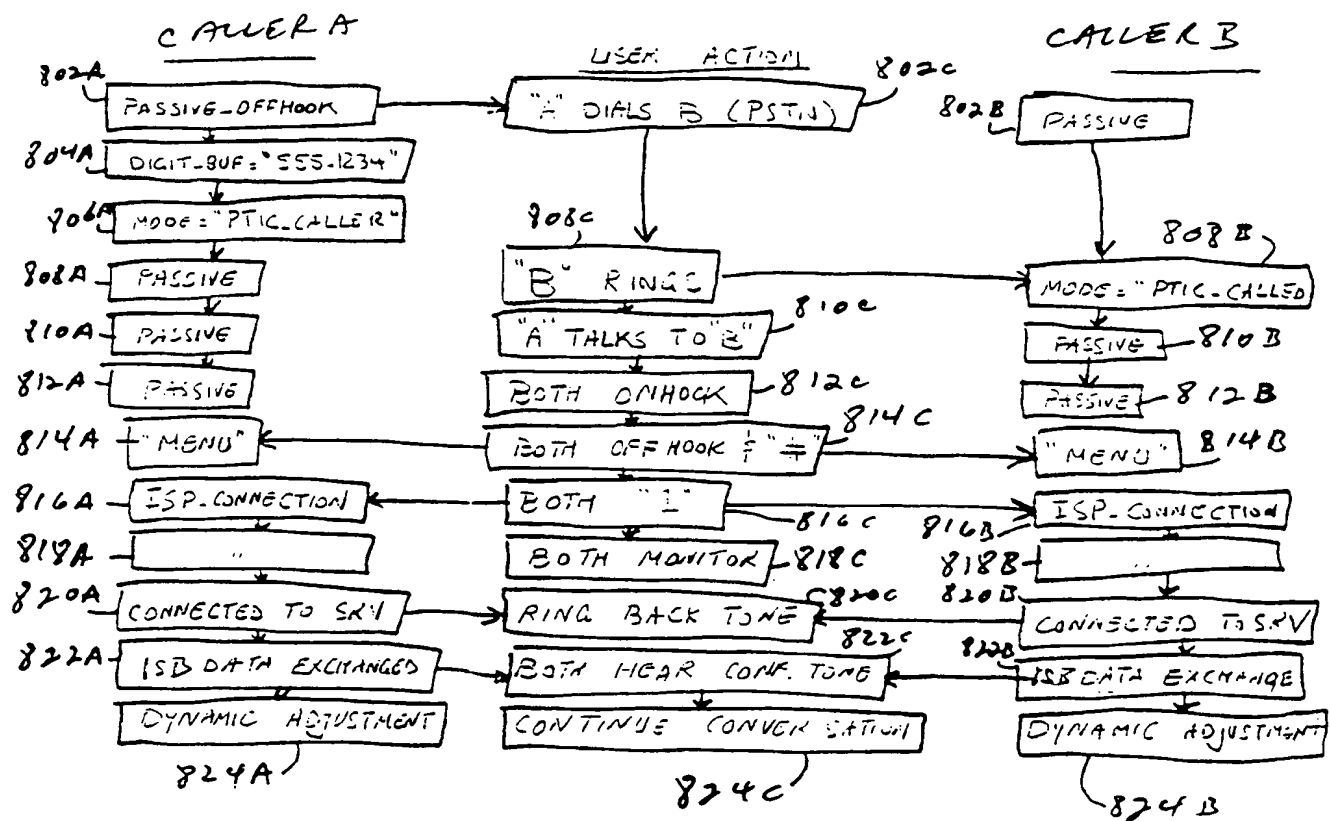 CALLER A
USER ACTION
CALLER B
802A
PASSIVE_OFFHOOK
"A" DIALS B (PSTN)
802C
802B
PASSIVE
804A
DIGIT_BUF="555-1234"
806A
MODE="PTIC_CALLER"
808A
PASSIVE
808C
"B" RINGS
808B
MODE="PTIC_CALLED
810A
PASSIVE
"A" TALKS TO "B"
810C
PASSIVE
810B
812A
PASSIVE
BOTH ONHOOK
812C
PASSIVE
812B
814A
"MENU"
BOTH OFFHOOK & "#"
814C
"MENU"
814B
816A
ISP_CONNECTION
BOTH "1"
816C
816B
ISP_CONNECTION
818A
"
BOTH MONITOR
818C
818B
..
820A
CONNECTED TO SRV
RING BACK TONE
820C
820B
CONNECTED TO SRV
822A
ISB DATA EXCHANGED
BOTH HEAR CONF. TONE
822C
822B
ISB DATA EXCHANGE
DYNAMIC ADJUSTMENT
824A
CONTINUE CONVERSATION
824C
DYNAMIC ADJUSTMENT
824B